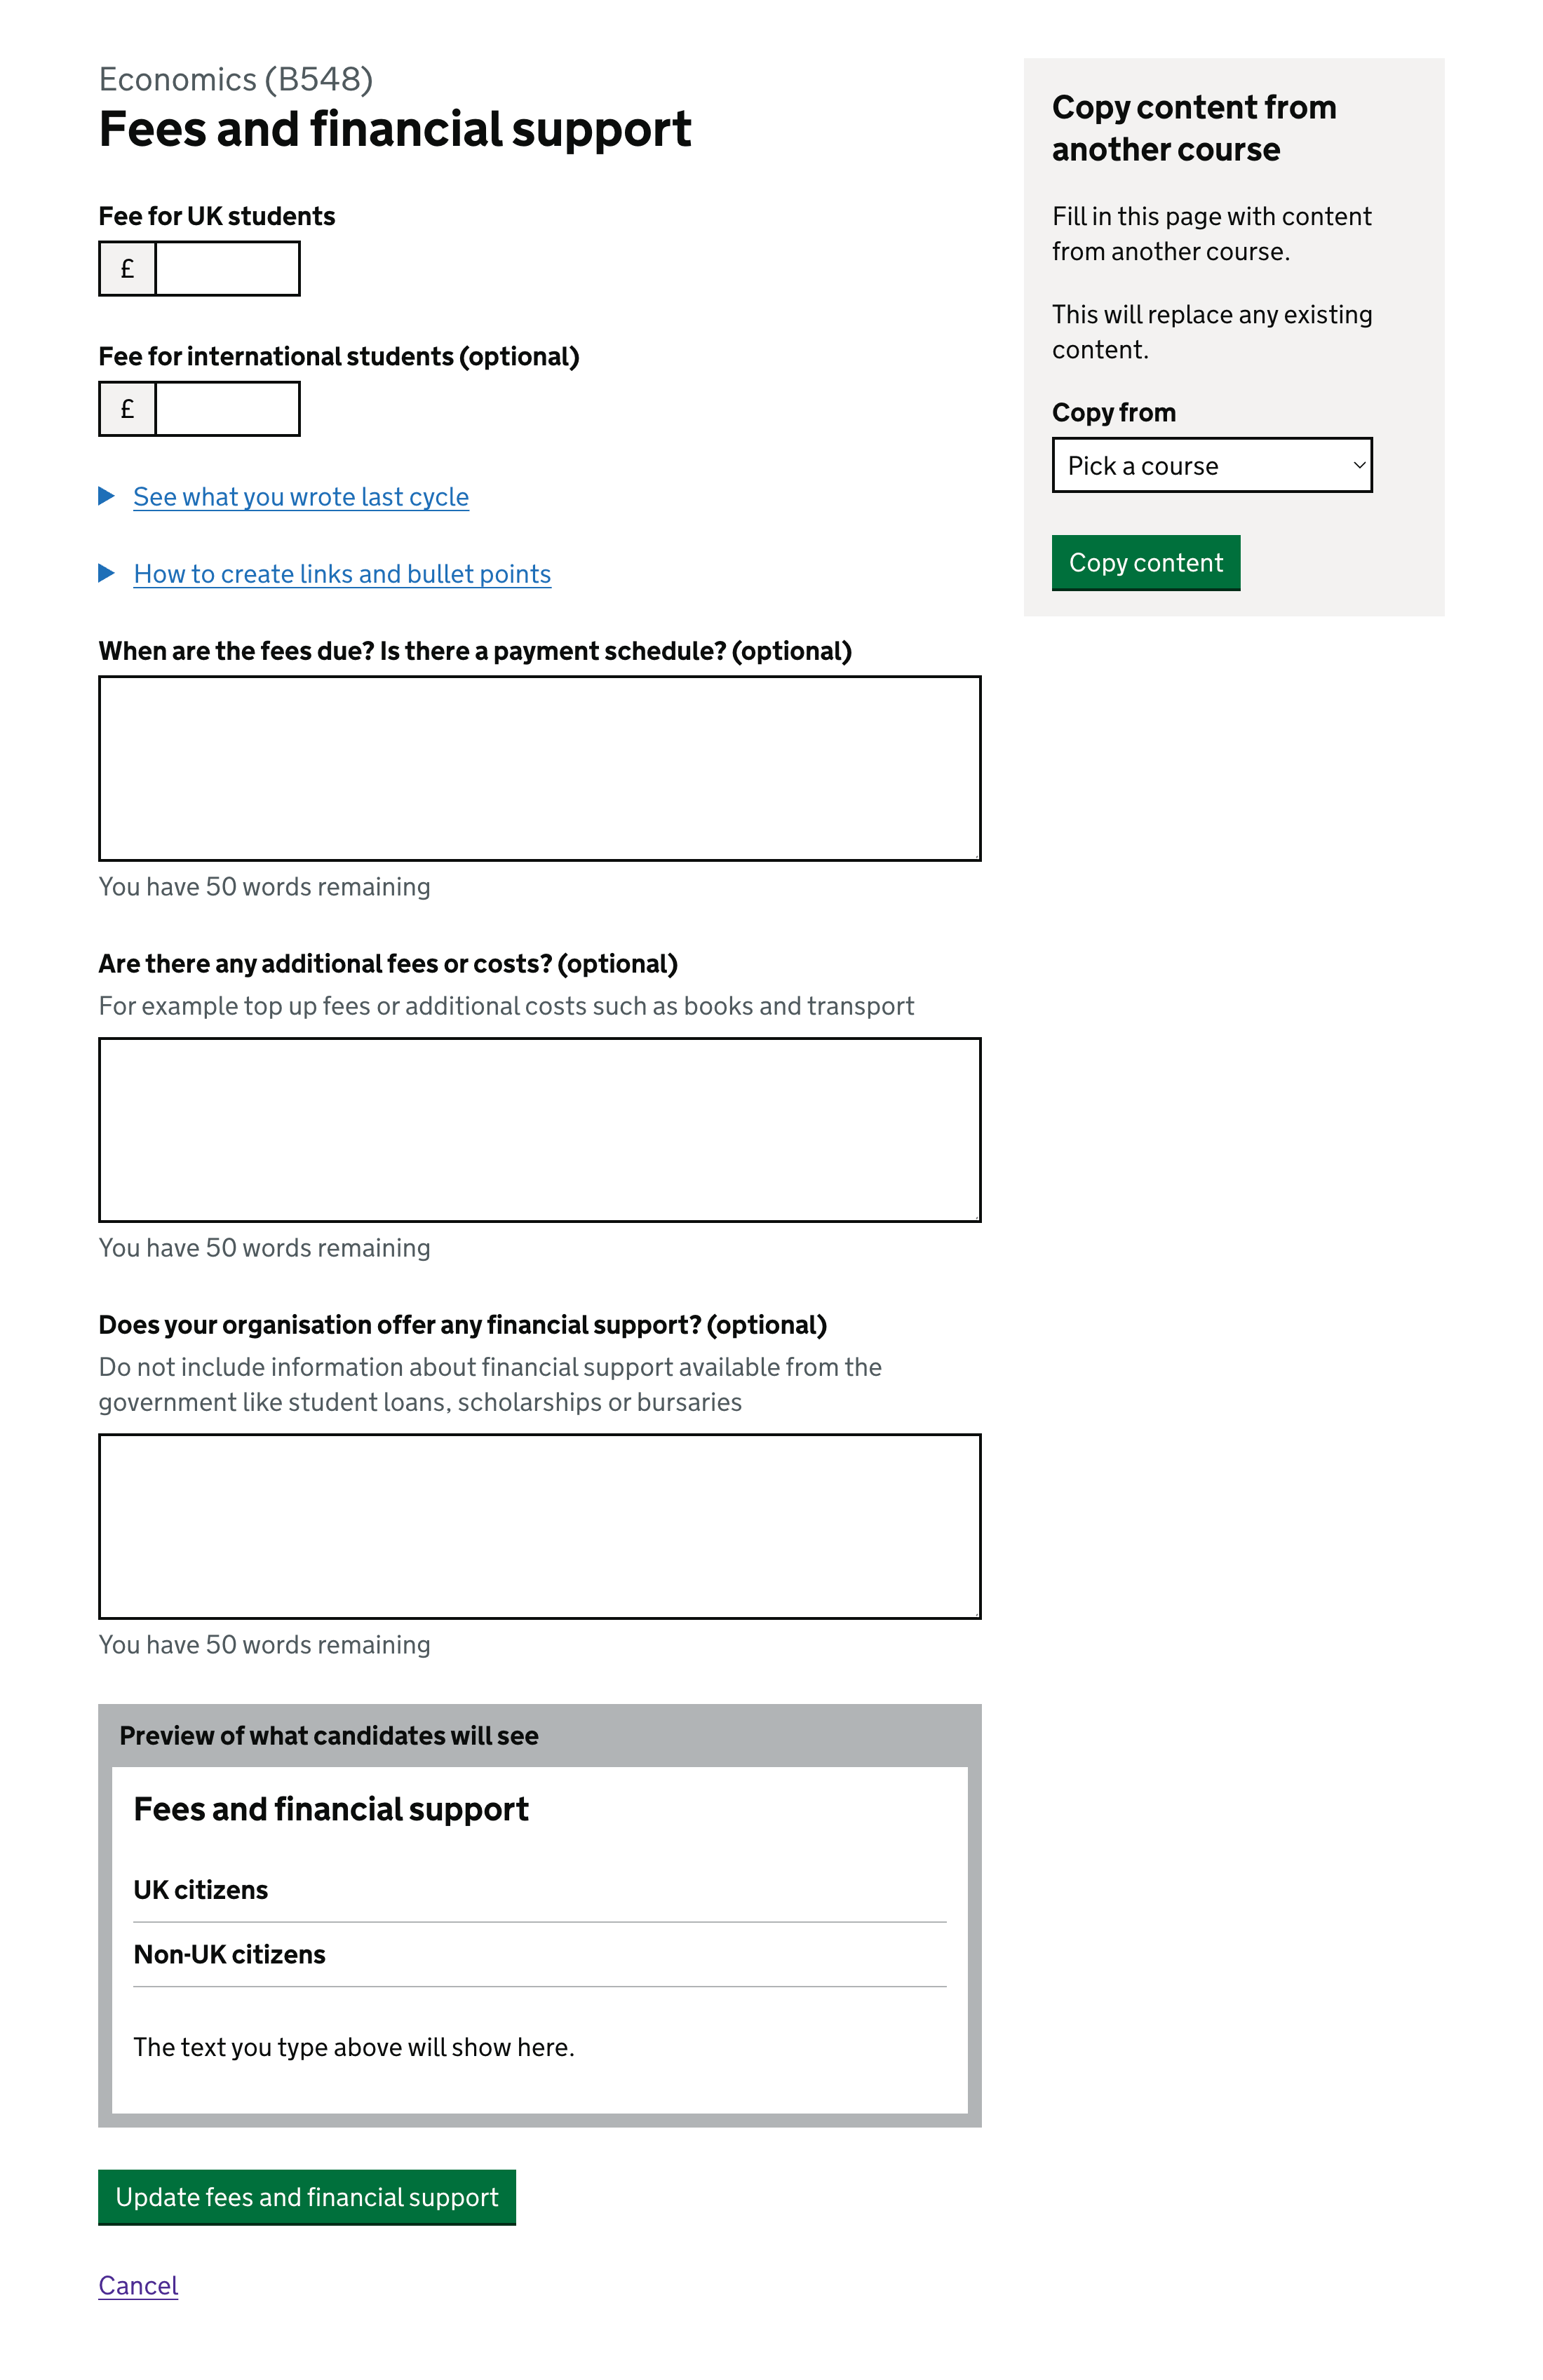 Economics (B548)
Fees and financial support
Fee for UK students
£
Fee for international students (optional)
£
See what you wrote last cycle
How to create links and bullet points
When are the fees due? Is there a payment schedule? (optional)
You have 50 words remaining
Are there any additional fees or costs? (optional)
For example top up fees or additional costs such as books and transport
You have 50 words remaining
Does your organisation offer any financial support? (optional)
Do not include information about financial support available from the
government like student loans, scholarships or bursaries
You have 50 words remaining
Preview of what candidates will see
Fees and financial support
UK citizens
Non-UK citizens
The text you type above will show here.
Update fees and financial support
Cancel
Copy content from
another course
Fill in this page with content
from another course.
This will replace any existing
content.
Copy from
Pick a course
Copy content